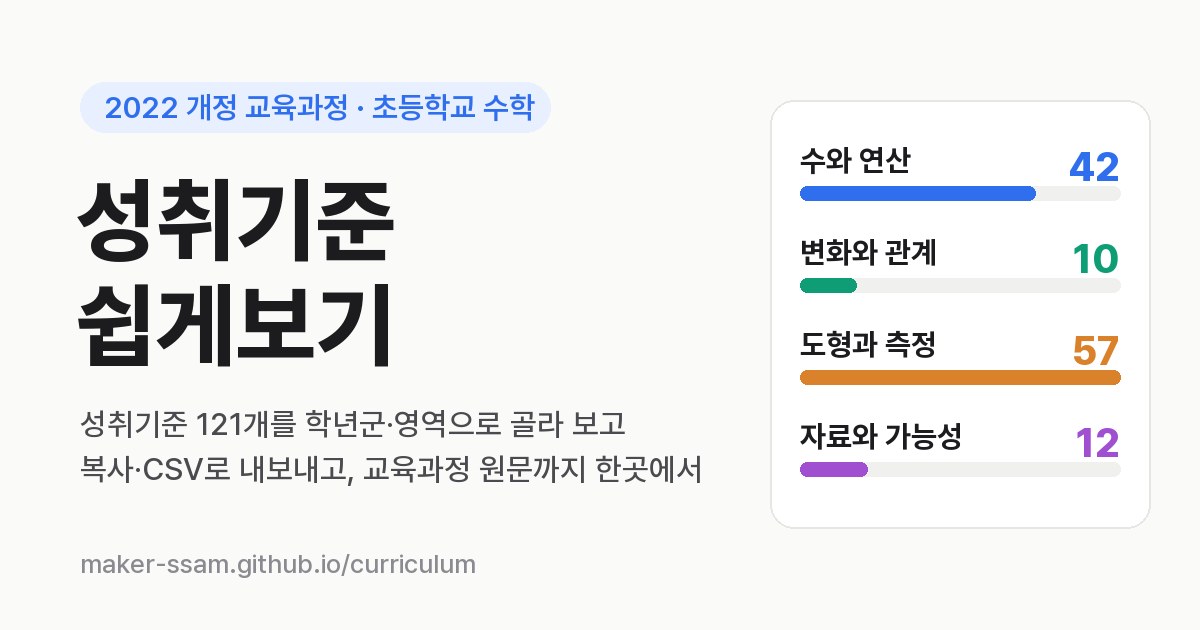 2022 개정 교육과정 · 초등학교 수학
성취기준
쉽게보기
성취기준 121개를 학년군·영역으로 골라 보고
복사·CSV로 내보내고, 교육과정 원문까지 한곳에서
maker-ssam.github.io/curriculum
수와 연산 42
변화와 관계 10
도형과 측정 57
자료와 가능성 12